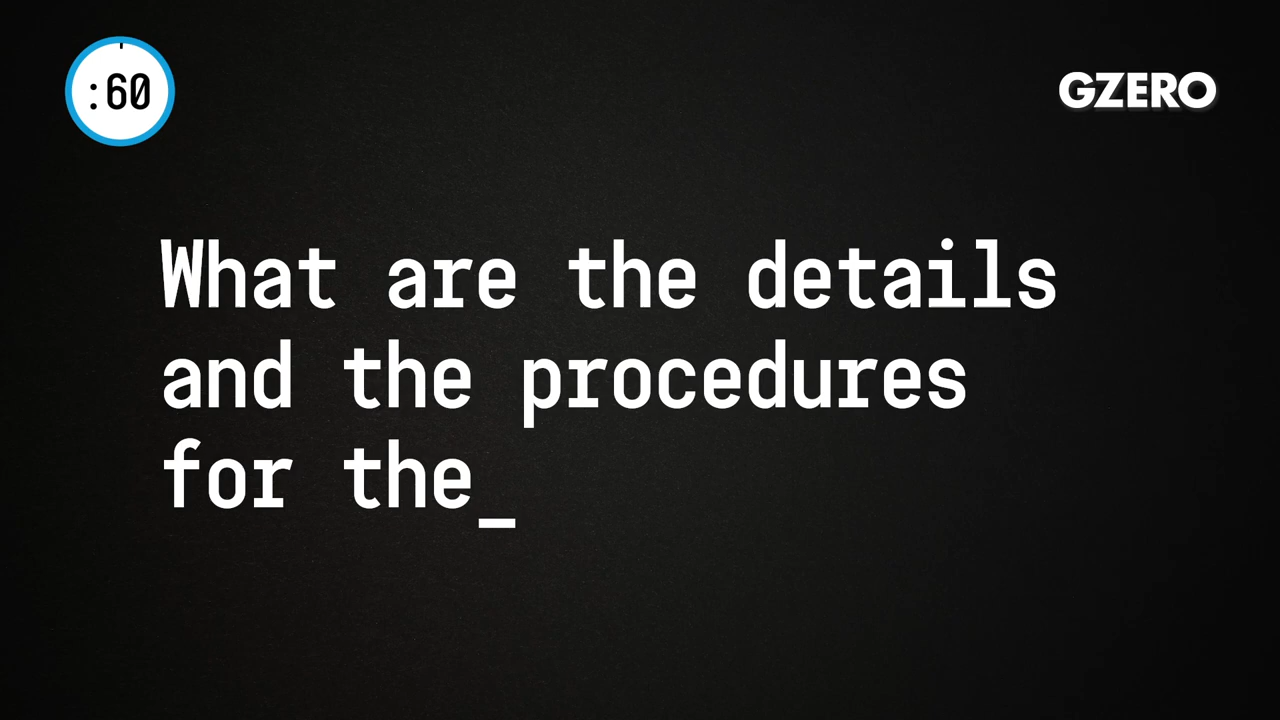 :60
GZERO
What are the details
and the procedures
for the_